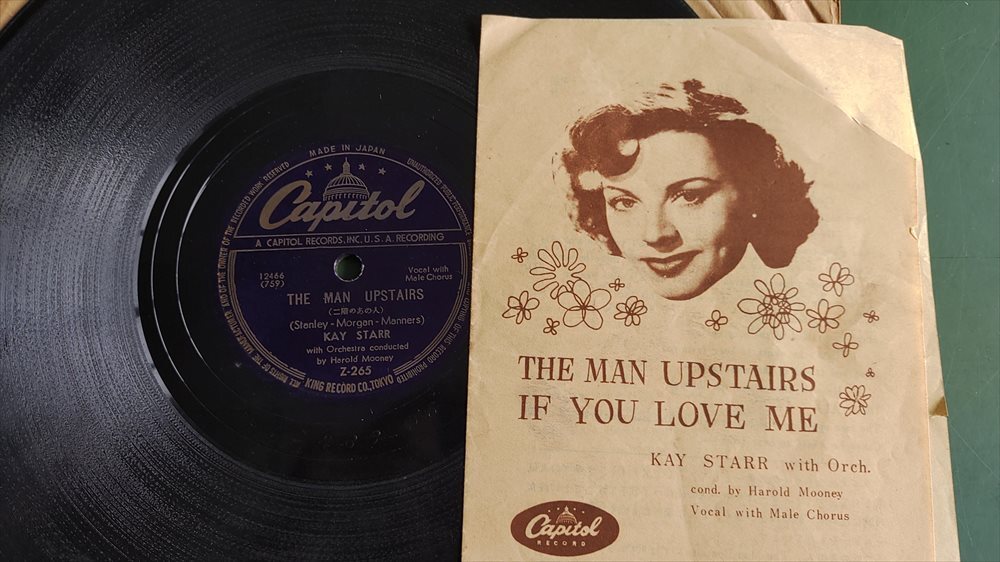 MADE IN JAPAN
Capitol
A CAPITOL RECORDS, INC. U.S.A. RECORDING
12466
(759)
Vocal with
Male Chorus
THE MAN UPSTAIRS
(二階のあの人)
(Stanley - Morgan - Manners)
KAY STARR
with Orchestra conducted
by Harold Mooney
Z-265
KING RECORD CO., TOKYO
THE MAN UPSTAIRS
IF YOU LOVE ME
KAY STARR with Orch.
cond. by Harold Mooney
Vocal with Male Chorus
Capitol
RECORD